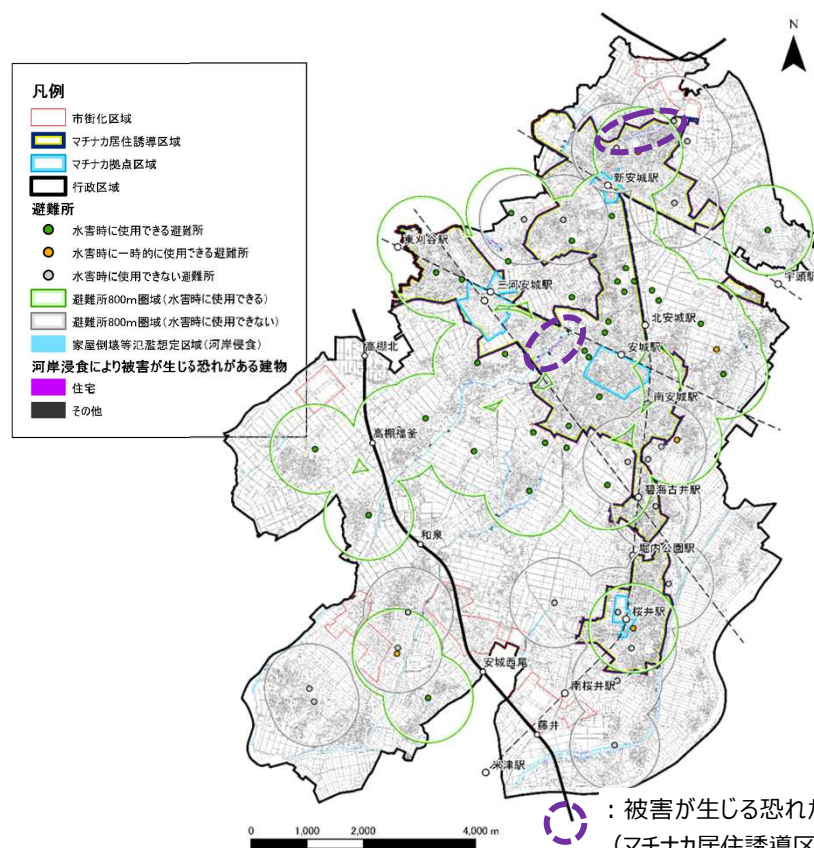 N
凡例
市街化区域
マチナカ居住誘導区域
マチナカ拠点区域
行政区域
避難所
水害時に使用できる避難所
水害時に一時的に使用できる避難所
水害時に使用できない避難所
避難所800m圏域(水害時に使用できる)
避難所800m圏域(水害時に使用できない)
家屋倒壊等氾濫想定区域(河岸侵食)
河岸浸食により被害が生じる恐れがある建物
住宅
その他
新安城駅
東刈谷駅
宇頭駅
三河安城駅
北安城駅
高棚北
安城駅
南安城駅
高棚福釜
碧海古井駅
和泉
堀内公園駅
桜井駅
安城西尾
南桜井駅
藤井
米津駅
: 被害が生じる恐れが
(マチナカ居住誘導区
0 1,000 2,000 4,000 m